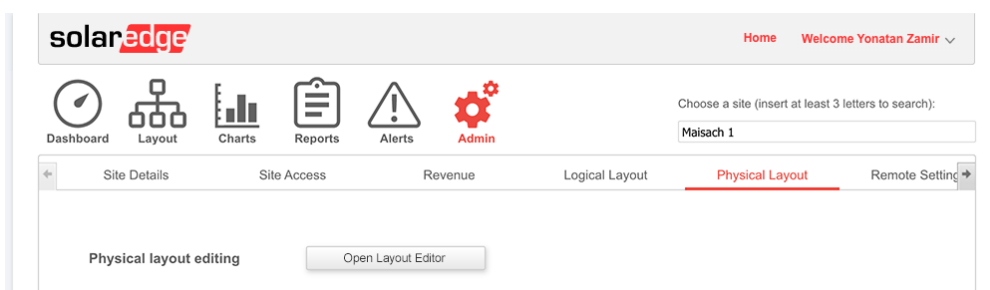 solaredge
Home Welcome Yonatan Zamir
Dashboard Layout Charts Reports Alerts Admin
Choose a site (insert at least 3 letters to search):
Maisach 1
Site Details Site Access Revenue Logical Layout Physical Layout Remote Setting
Physical layout editing Open Layout Editor